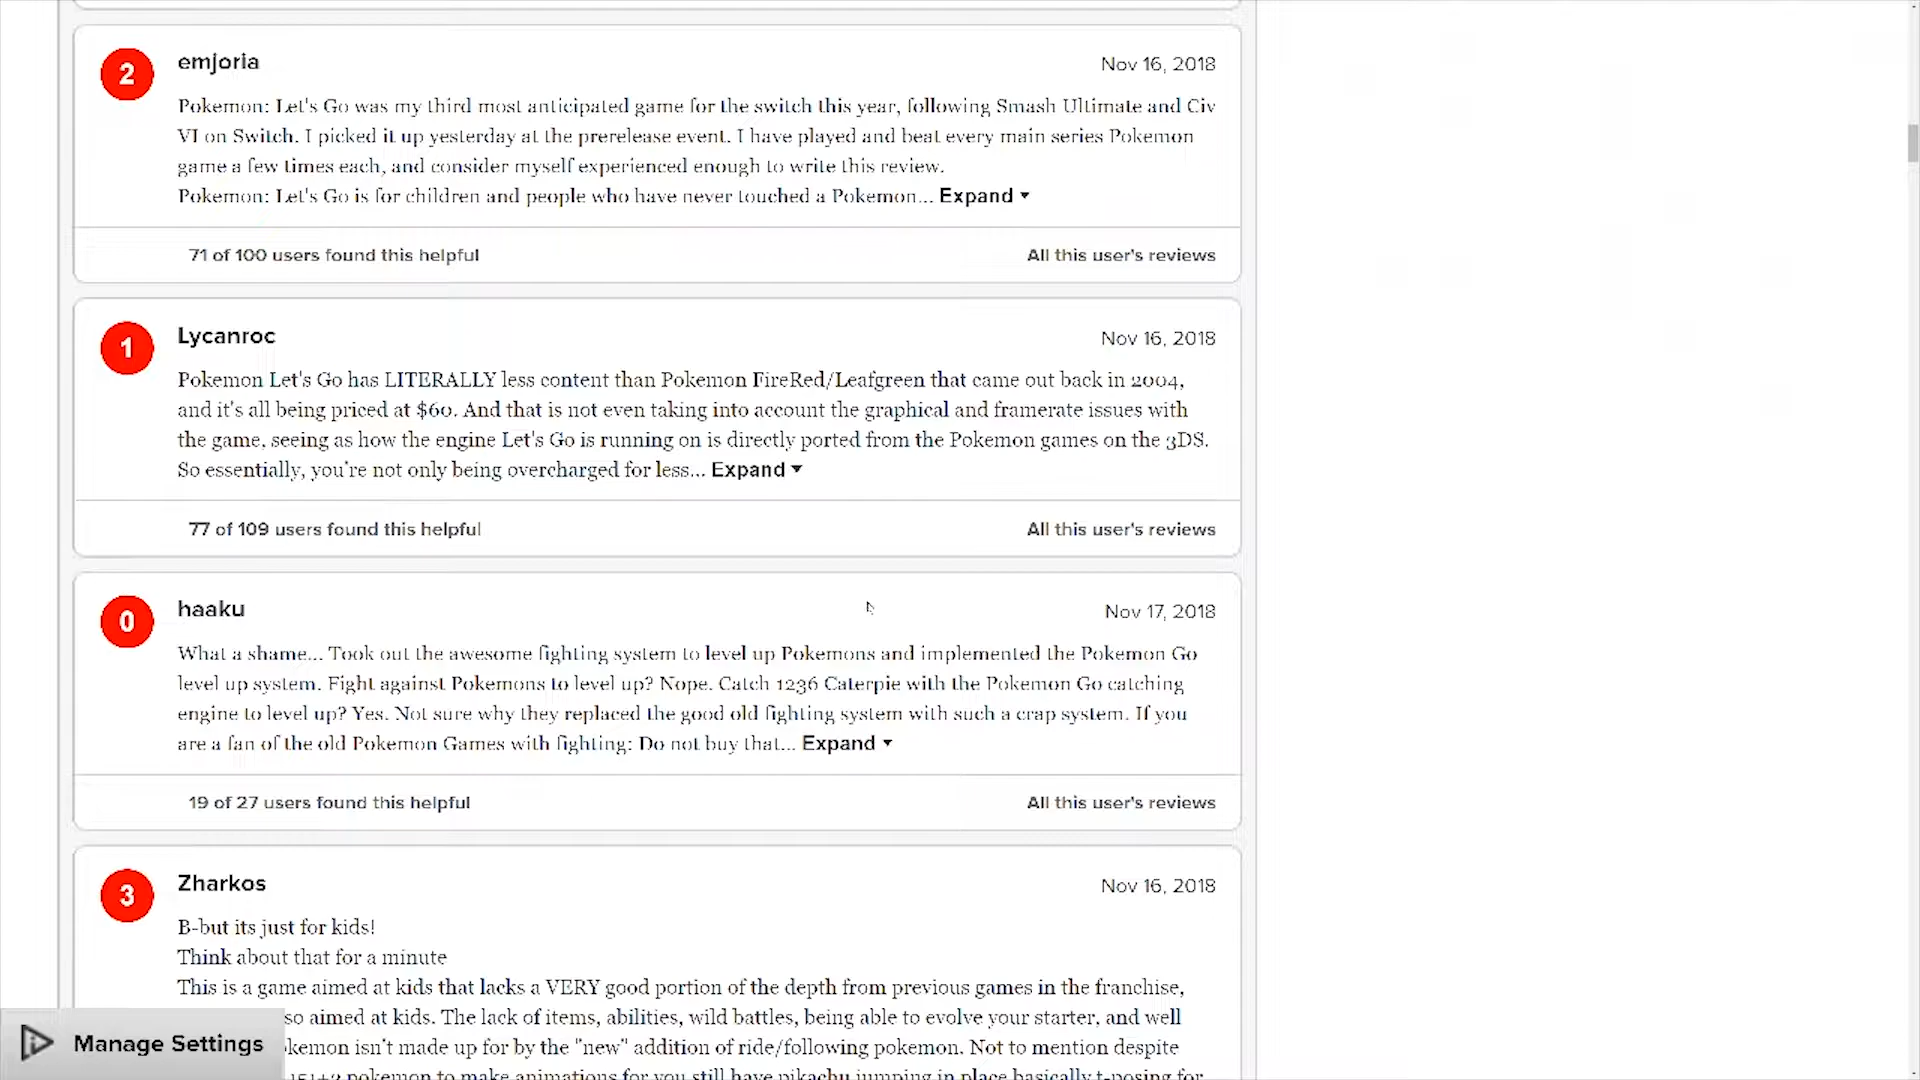 2
emjoria
Nov 16, 2018
Pokemon: Let's Go was my third most anticipated game for the switch this year, following Smash Ultimate and Civ
VI on Switch. I picked it up yesterday at the prerelease event. I have played and beat every main series Pokemon
game a few times each, and consider myself experienced enough to write this review.
Pokemon: Let's Go is for children and people who have never touched a Pokemon... Expand
71 of 100 users found this helpful
All this user's reviews
1
Lycanroc
Nov 16, 2018
Pokemon Let's Go has LITERALLY less content than Pokemon FireRed/Leafgreen that came out back in 2004,
and it's all being priced at $60. And that is not even taking into account the graphical and framerate issues with
the game, seeing as how the engine Let's Go is running on is directly ported from the Pokemon games on the 3DS.
So essentially, you're not only being overcharged for less... Expand
77 of 109 users found this helpful
All this user's reviews
0
haaku
Nov 17, 2018
What a shame... Took out the awesome fighting system to level up Pokemons and implemented the Pokemon Go
level up system. Fight against Pokemons to level up? Nope. Catch 1236 Caterpie with the Pokemon Go catching
engine to level up? Yes. Not sure why they replaced the good old fighting system with such a crap system. If you
are a fan of the old Pokemon Games with fighting: Do not buy that... Expand
19 of 27 users found this helpful
All this user's reviews
3
Zharkos
Nov 16, 2018
B-but its just for kids!
Think about that for a minute
This is a game aimed at kids that lacks a VERY good portion of the depth from previous games in the franchise,
so aimed at kids. The lack of items, abilities, wild battles, being able to evolve your starter, and well
kemon isn't made up for by the "new" addition of ride/following pokemon. Not to mention despite
151+2 pokemon to make animations for you still have pikachu jumping in place basically t-posing for
Manage Settings